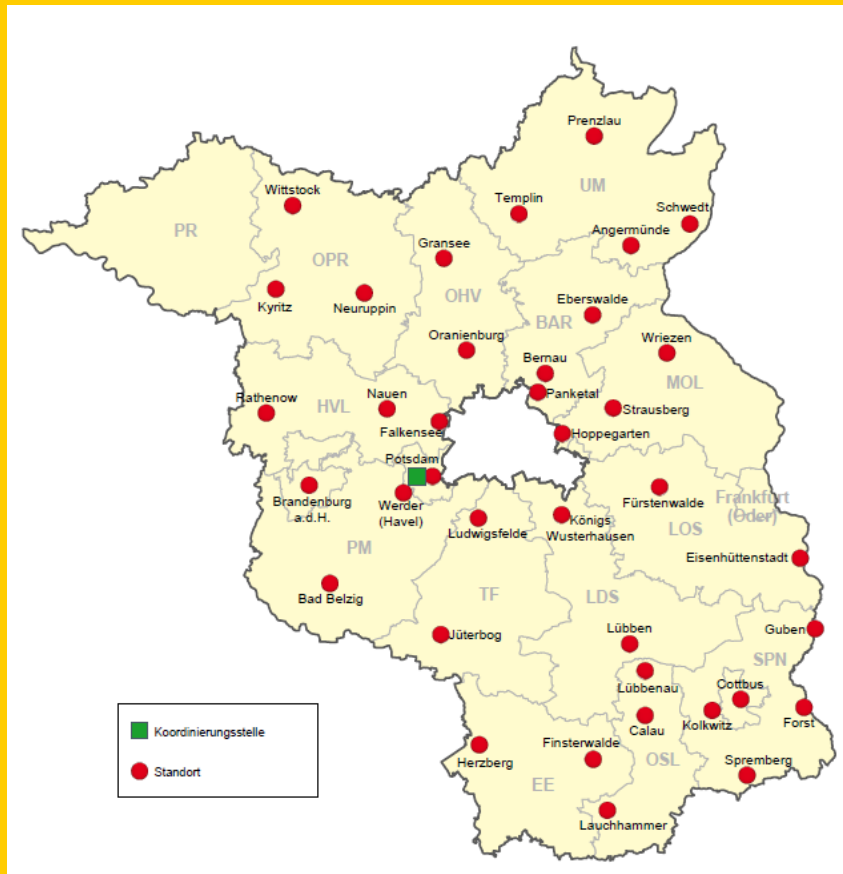 Prenzlau
UM
Wittstock
Templin
Schwedt
PR
Angermünde
Gransee
OPR
Kyritz
Neuruppin
OHV
Eberswalde
BAR
Oranienburg
Wriezen
Bernau
MOL
Rathenow
HVL
Nauen
Panketal
Strausberg
Falkensee
Hoppegarten
Potsdam
Brandenburg
a.d.H.
Werder
(Havel)
Fürstenwalde
Frankfurt
(Oder)
Ludwigsfelde
Königs
Wusterhausen
LOS
PM
Eisenhüttenstadt
Bad Belzig
TF
LDS
Jüterbog
Lübben
Guben
SPN
Lübbenau
Cottbus
Calau
Kolkwitz
Forst
Koordinierungsstelle
Standort
Herzberg
Finsterwalde
OSL
Spremberg
EE
Lauchhammer